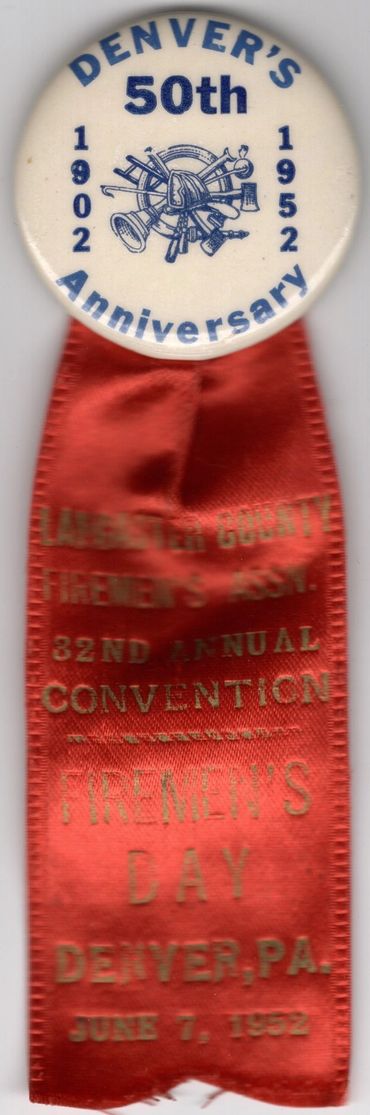 DENVER'S
50th
1902
1952
Anniversary
LANCASTER COUNTY
FIREMEN'S ASSN.
32ND ANNUAL
CONVENTION
FIREMEN'S
DAY
DENVER, PA.
JUNE 7, 1952